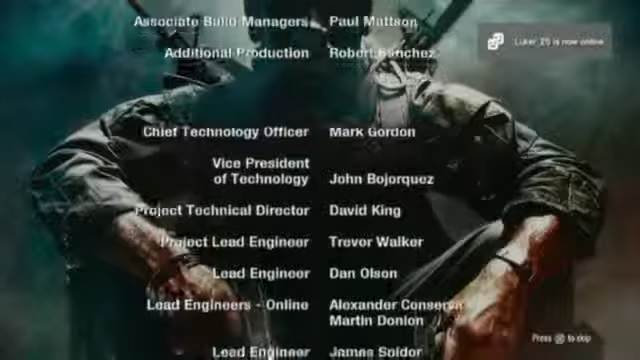 Associate Build Managers Paul Mattson
Additional Production Robert Sanchez
Luker_25 is now online
Chief Technology Officer Mark Gordon
Vice President
of Technology John Bojorquez
Project Technical Director David King
Project Lead Engineer Trevor Walker
Lead Engineer Dan Olson
Lead Engineers - Online Alexander Conserva
Martin Donlon
Press to skip
Lead Engineer James Snider